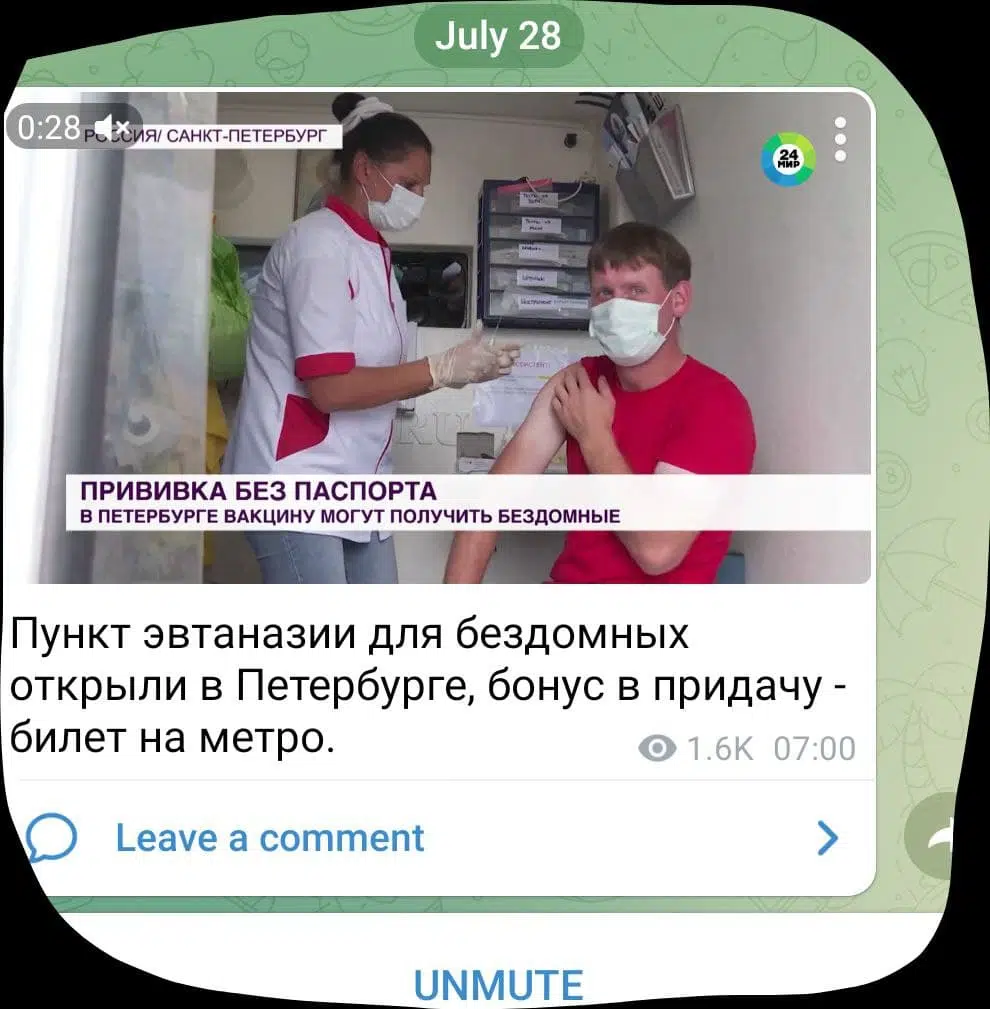 July 28
0:28
РОССИЯ/ САНКТ-ПЕТЕРБУРГ
24
МИР
ПРИВИВКА БЕЗ ПАСПОРТА
В ПЕТЕРБУРГЕ ВАКЦИНУ МОГУТ ПОЛУЧИТЬ БЕЗДОМНЫЕ
Пункт эвтаназии для бездомных
открыли в Петербурге, бонус в придачу -
билет на метро.
1.6K 07:00
Leave a comment
UNMUTE